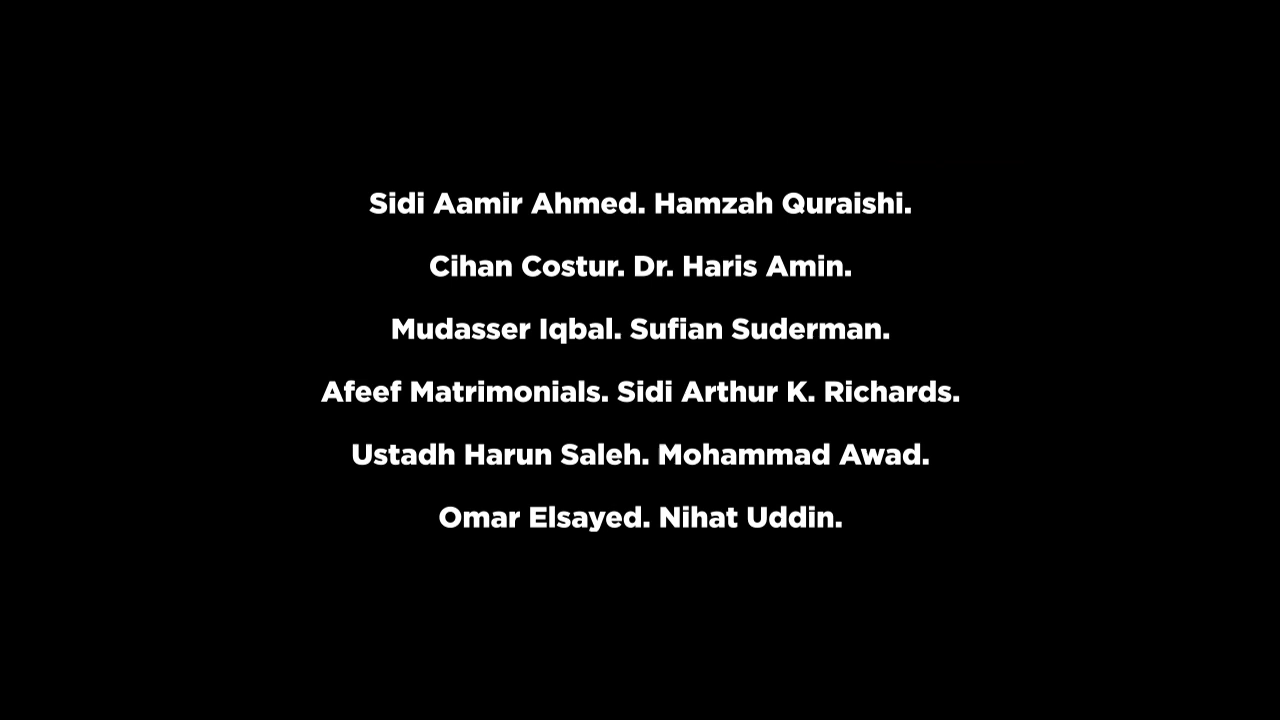 Sidi Aamir Ahmed. Hamzah Quraishi.
Cihan Costur. Dr. Haris Amin.
Mudasser Iqbal. Sufian Suderman.
Afeef Matrimonials. Sidi Arthur K. Richards.
Ustadh Harun Saleh. Mohammad Awad.
Omar Elsayed. Nihat Uddin.